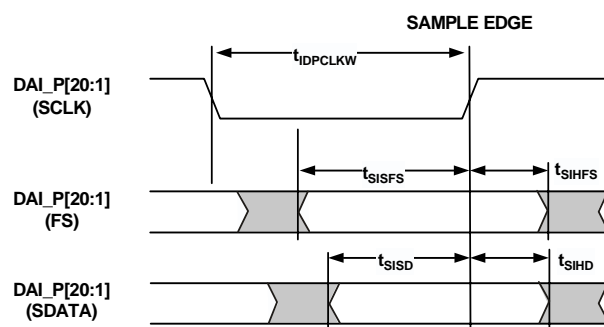 SAMPLE EDGE
tIDPCLKW
DAI_P[20:1]
(SCLK)
tSISFS
tSIHFS
DAI_P[20:1]
(FS)
tSISD
tSIHD
DAI_P[20:1]
(SDATA)